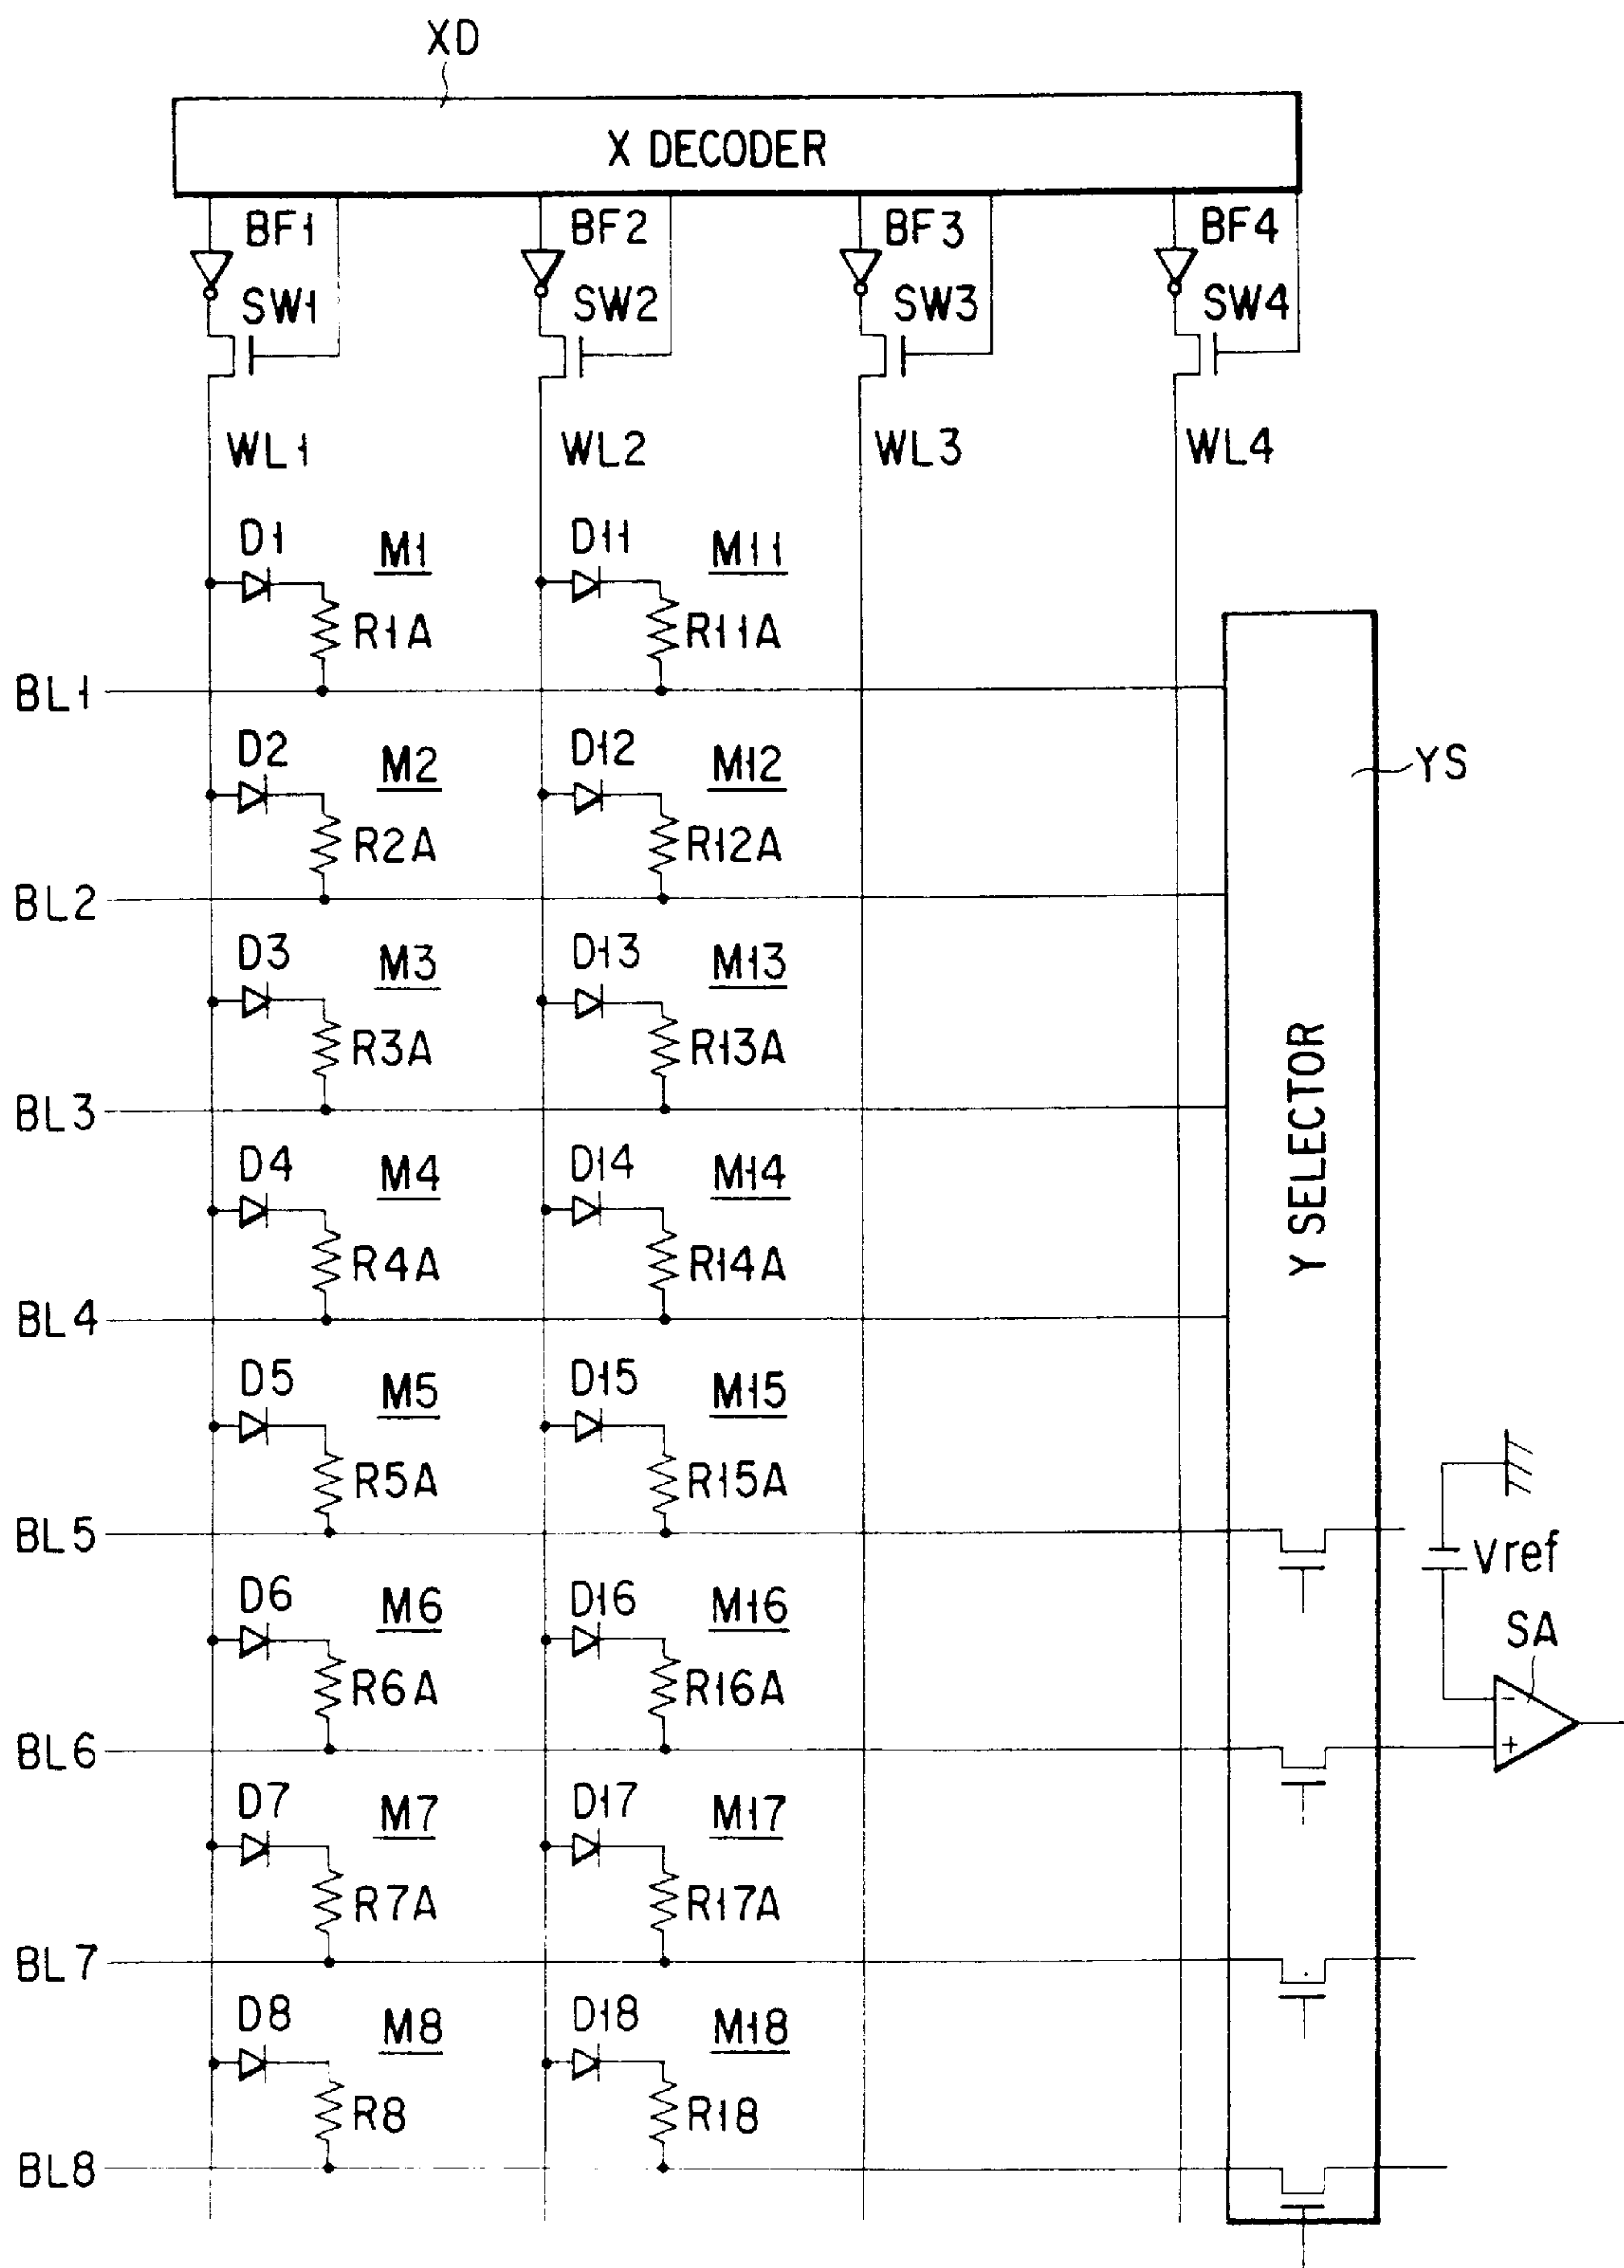 XD
X DECODER
BF1 BF2 BF3 BF4
SW1 SW2 SW3 SW4
WL1 WL2 WL3 WL4
D1 M1 D11 M11
R1A R11A
BL1
D2 M2 D12 M12
YS
R2A R12A
BL2
D3 M3 D13 M13
R3A R13A
BL3
Y SELECTOR
D4 M4 D14 M14
R4A R14A
BL4
D5 M5 D15 M15
R5A R15A
BL5
Vref
D6 M6 D16 M16
SA
R6A R16A
-
BL6
+
D7 M7 D17 M17
R7A R17A
BL7
D8 M8 D18 M18
R8 R18
BL8